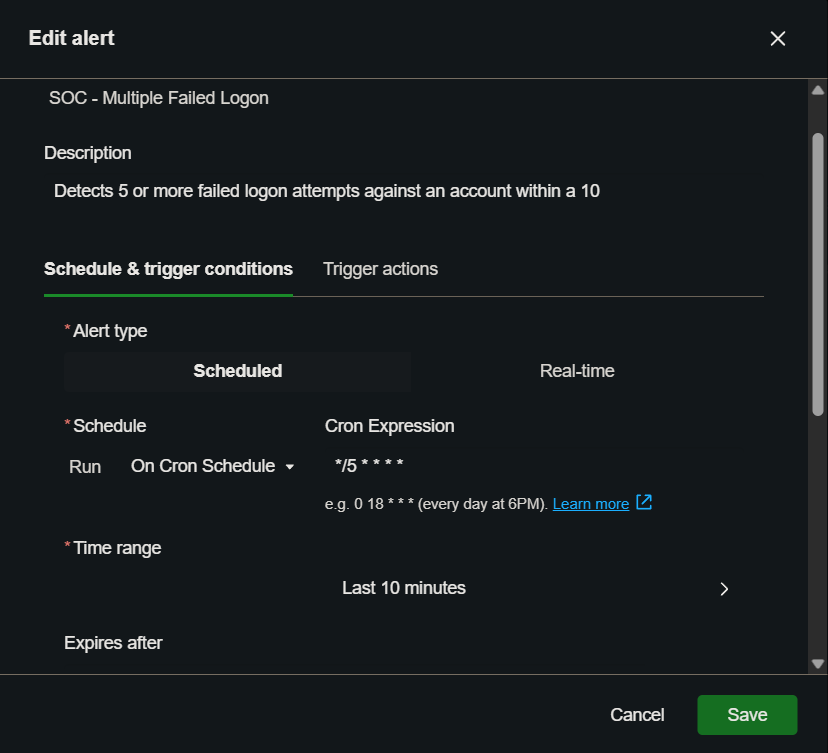 Edit alert
SOC - Multiple Failed Logon
Description
Detects 5 or more failed logon attempts against an account within a 10
Schedule & trigger conditions Trigger actions
* Alert type
Scheduled Real-time
* Schedule Cron Expression
Run On Cron Schedule */5 * * * *
e.g. 0 18 * * * (every day at 6PM). Learn more
* Time range
Last 10 minutes
Expires after
Cancel Save